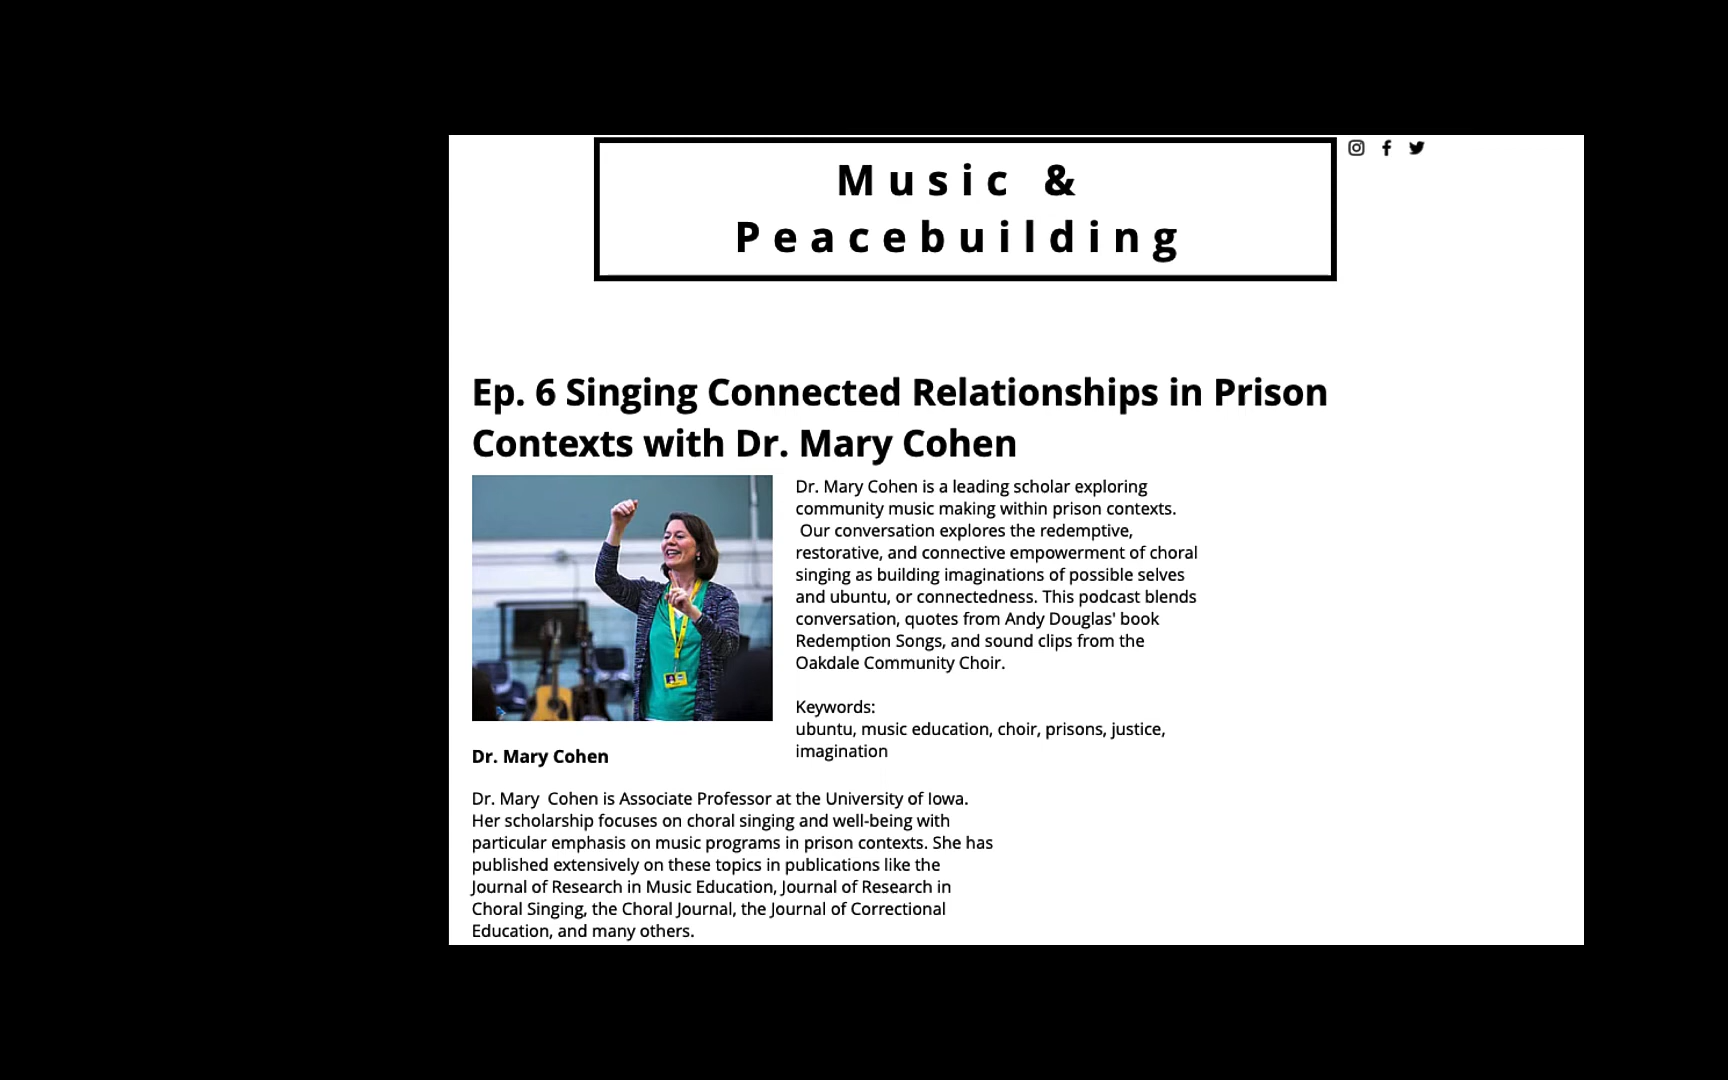 Music &
Peacebuilding
Ep. 6 Singing Connected Relationships in Prison
Contexts with Dr. Mary Cohen
Dr. Mary Cohen is a leading scholar exploring
community music making within prison contexts.
Our conversation explores the redemptive,
restorative, and connective empowerment of choral
singing as building imaginations of possible selves
and ubuntu, or connectedness. This podcast blends
conversation, quotes from Andy Douglas' book
Redemption Songs, and sound clips from the
Oakdale Community Choir.
Keywords:
ubuntu, music education, choir, prisons, justice,
imagination
Dr. Mary Cohen
Dr. Mary  Cohen is Associate Professor at the University of Iowa.
Her scholarship focuses on choral singing and well-being with
particular emphasis on music programs in prison contexts. She has
published extensively on these topics in publications like the
Journal of Research in Music Education, Journal of Research in
Choral Singing, the Choral Journal, the Journal of Correctional
Education, and many others.